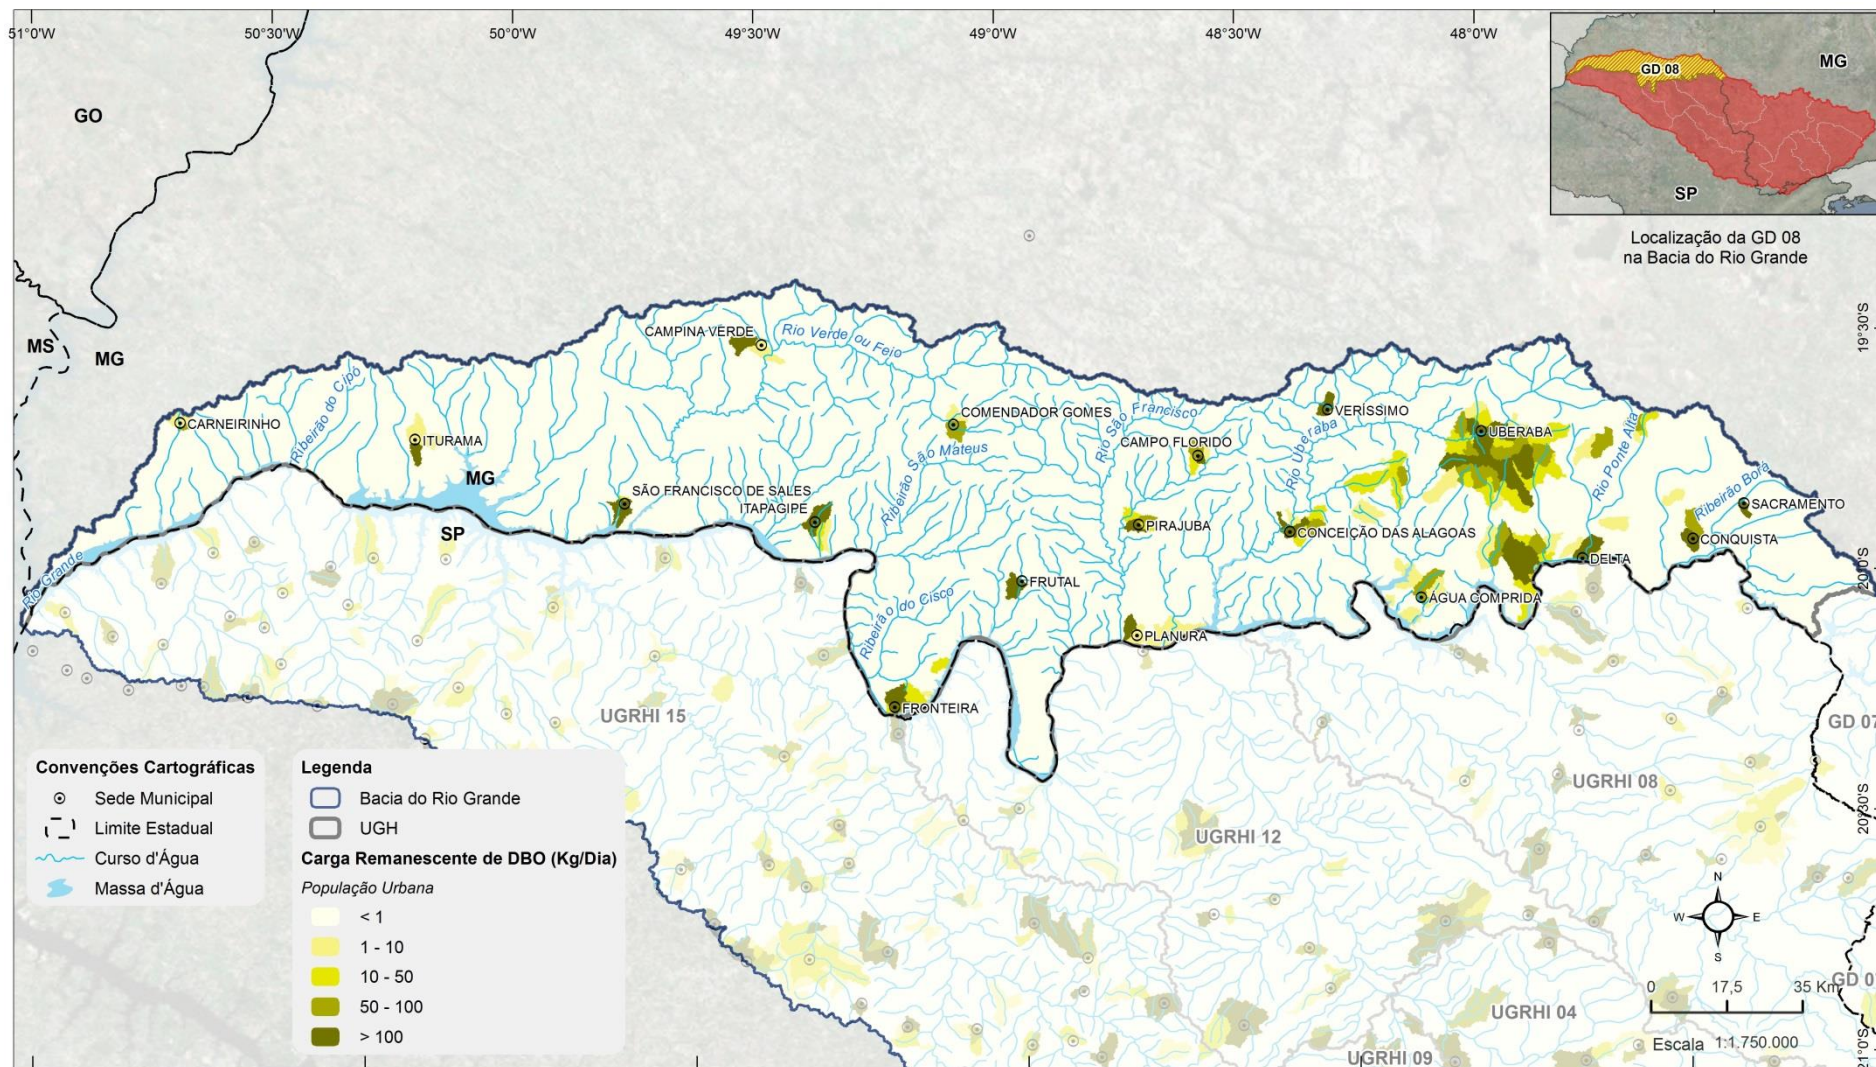 51°0'W
50°30'W
50°0'W
49°30'W
49°0'W
48°30'W
48°0'W
GO
MS
MG
GD 08
MG
SP
Localização da GD 08
na Bacia do Rio Grande
19°30'S
20°0'S
20°30'S
21°0'S
CAMPINA VERDE
Rio Verde ou Feio
Ribeirão do Cipó
CARNEIRINHO
ITURAMA
COMENDADOR GOMES
Rio São Francisco
VERÍSSIMO
CAMPO FLORIDO
Rio Uberaba
UBERABA
Rio Ponte Alta
Ribeirão São Mateus
MG
SÃO FRANCISCO DE SALES
ITAPAGIPE
Ribeirão Borá
SACRAMENTO
SP
PIRAJUBA
CONCEIÇÃO DAS ALAGOAS
CONQUISTA
DELTA
Rio Grande
FRUTAL
ÁGUA COMPRIDA
Ribeirão do Cisco
PLANURA
FRONTEIRA
UGRHI 15
GD 07
UGRHI 08
UGRHI 12
UGRHI 04
UGRHI 09
GD 0
Convenções Cartográficas
Sede Municipal
Limite Estadual
Curso d'Água
Massa d'Água
Legenda
Bacia do Rio Grande
UGH
Carga Remanescente de DBO (Kg/Dia)
População Urbana
< 1
1 - 10
10 - 50
50 - 100
> 100
N
W
E
S
0 17,5 35 Km
Escala 1:1.750.000